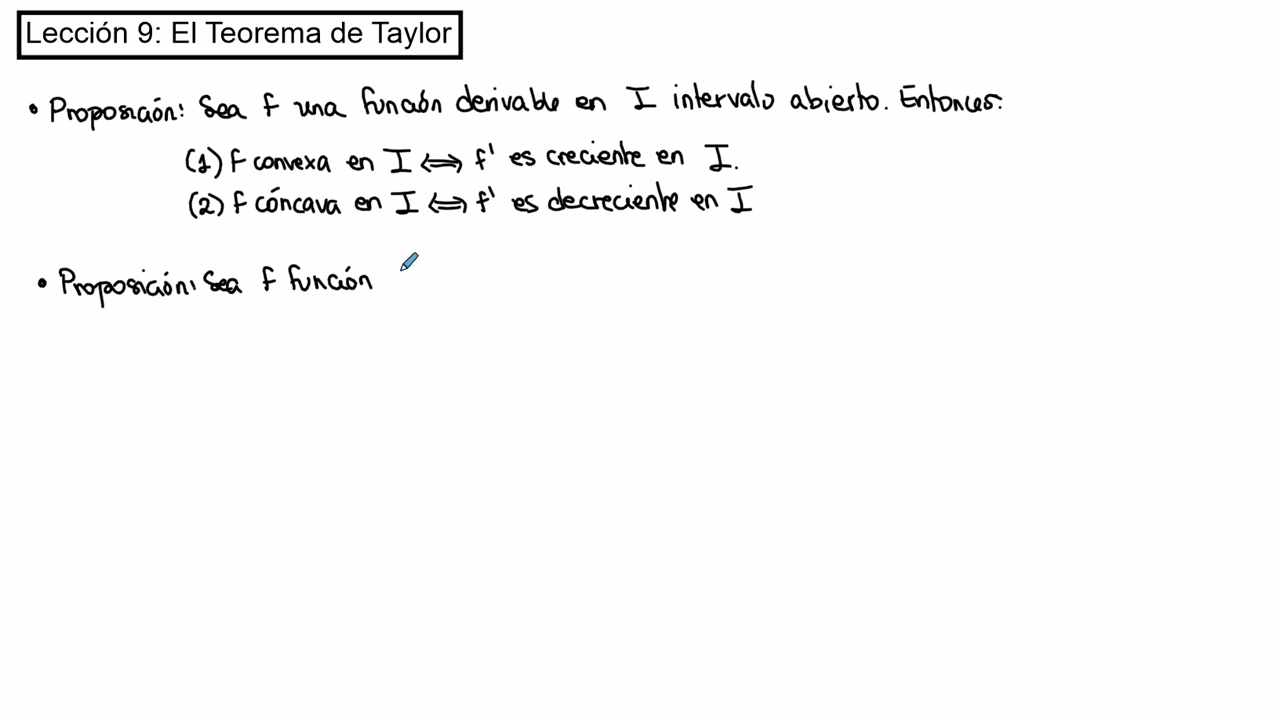 Lección 9: El Teorema de Taylor
• Proposición: Sea f una función derivable en I intervalo abierto. Entonces:
(1) f convexa en I ⟺ f' es creciente en I.
(2) f cóncava en I ⟺ f' es decreciente en I
• Proposición: Sea f función